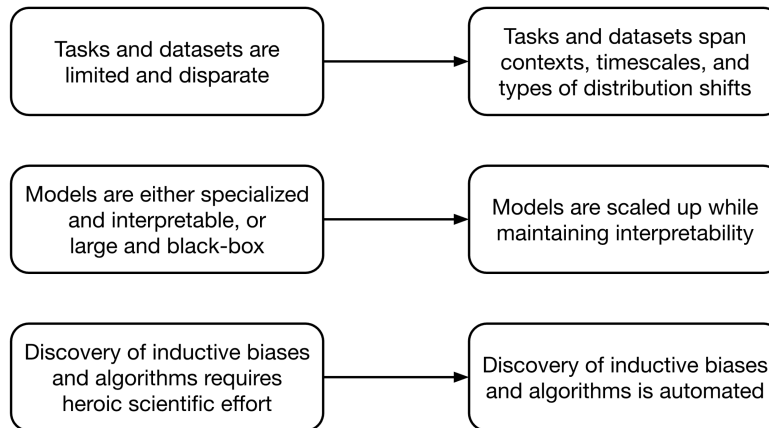 Tasks and datasets are
limited and disparate
Tasks and datasets span
contexts, timescales, and
types of distribution shifts
Models are either specialized
and interpretable, or
large and black-box
Models are scaled up while
maintaining interpretability
Discovery of inductive biases
and algorithms requires
heroic scientific effort
Discovery of inductive biases
and algorithms is automated